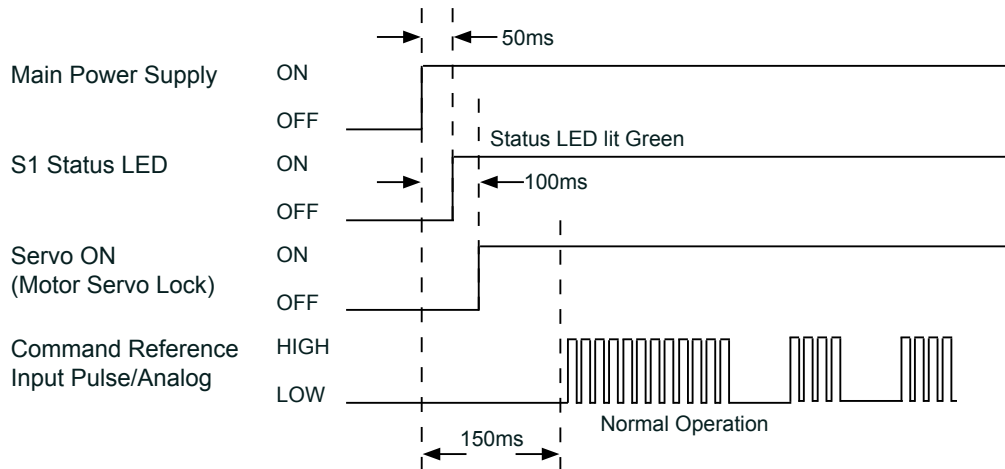 50ms
Main Power Supply ON
OFF
Status LED lit Green
S1 Status LED ON
100ms
OFF
Servo ON ON
(Motor Servo Lock)
OFF
Command Reference HIGH
Input Pulse/Analog
LOW
Normal Operation
150ms